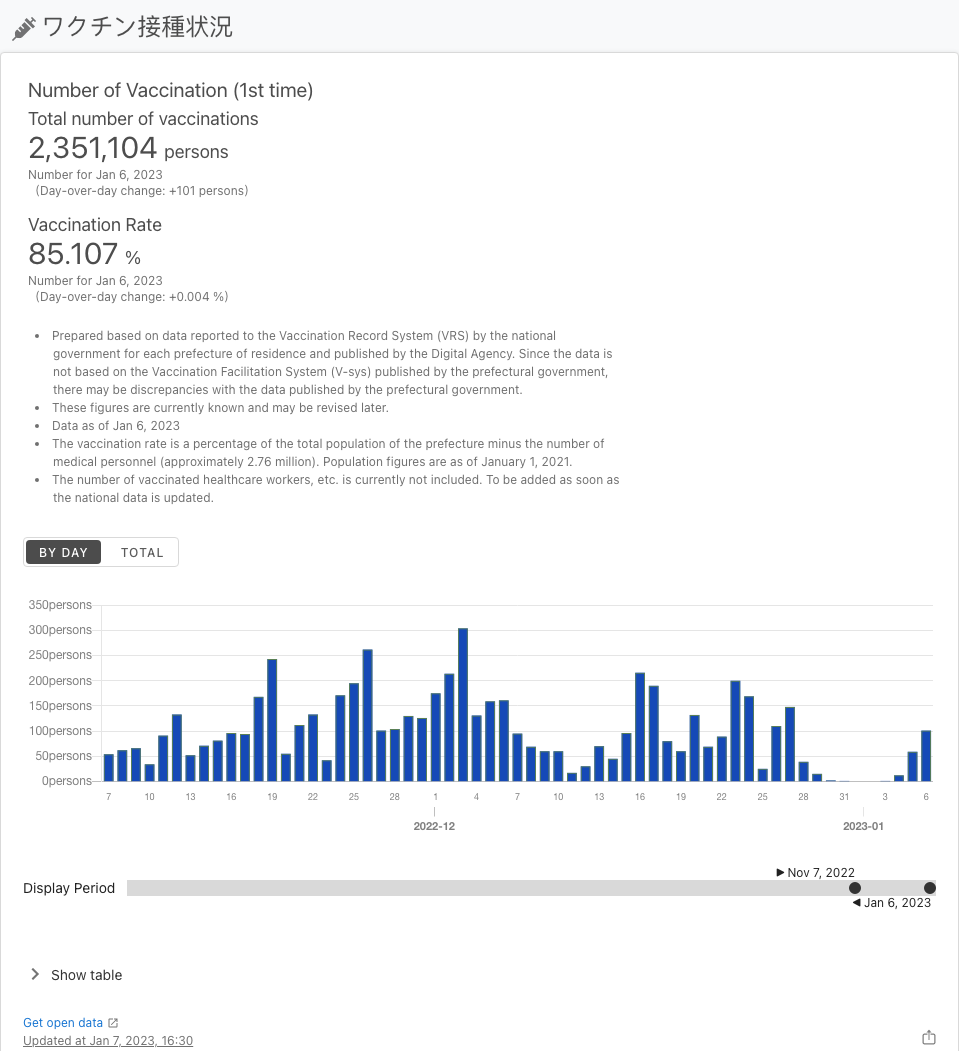 ワクチン接種状況
Number of Vaccination (1st time)
Total number of vaccinations
2,351,104 persons
Number for Jan 6, 2023
(Day-over-day change: +101 persons)
Vaccination Rate
85.107 %
Number for Jan 6, 2023
(Day-over-day change: +0.004 %)
• Prepared based on data reported to the Vaccination Record System (VRS) by the national
government for each prefecture of residence and published by the Digital Agency. Since the data is
not based on the Vaccination Facilitation System (V-sys) published by the prefectural government,
there may be discrepancies with the data published by the prefectural government.
• These figures are currently known and may be revised later.
• Data as of Jan 6, 2023
• The vaccination rate is a percentage of the total population of the prefecture minus the number of
medical personnel (approximately 2.76 million). Population figures are as of January 1, 2021.
• The number of vaccinated healthcare workers, etc. is currently not included. To be added as soon as
the national data is updated.
BY DAY TOTAL
350persons
300persons
250persons
200persons
150persons
100persons
50persons
0persons
7 10 13 16 19 22 25 28 1 4 7 10 13 16 19 22 25 28 31 3 6
2022-12 2023-01
Nov 7, 2022
Display Period
Jan 6, 2023
Show table
Get open data
Updated at Jan 7, 2023, 16:30